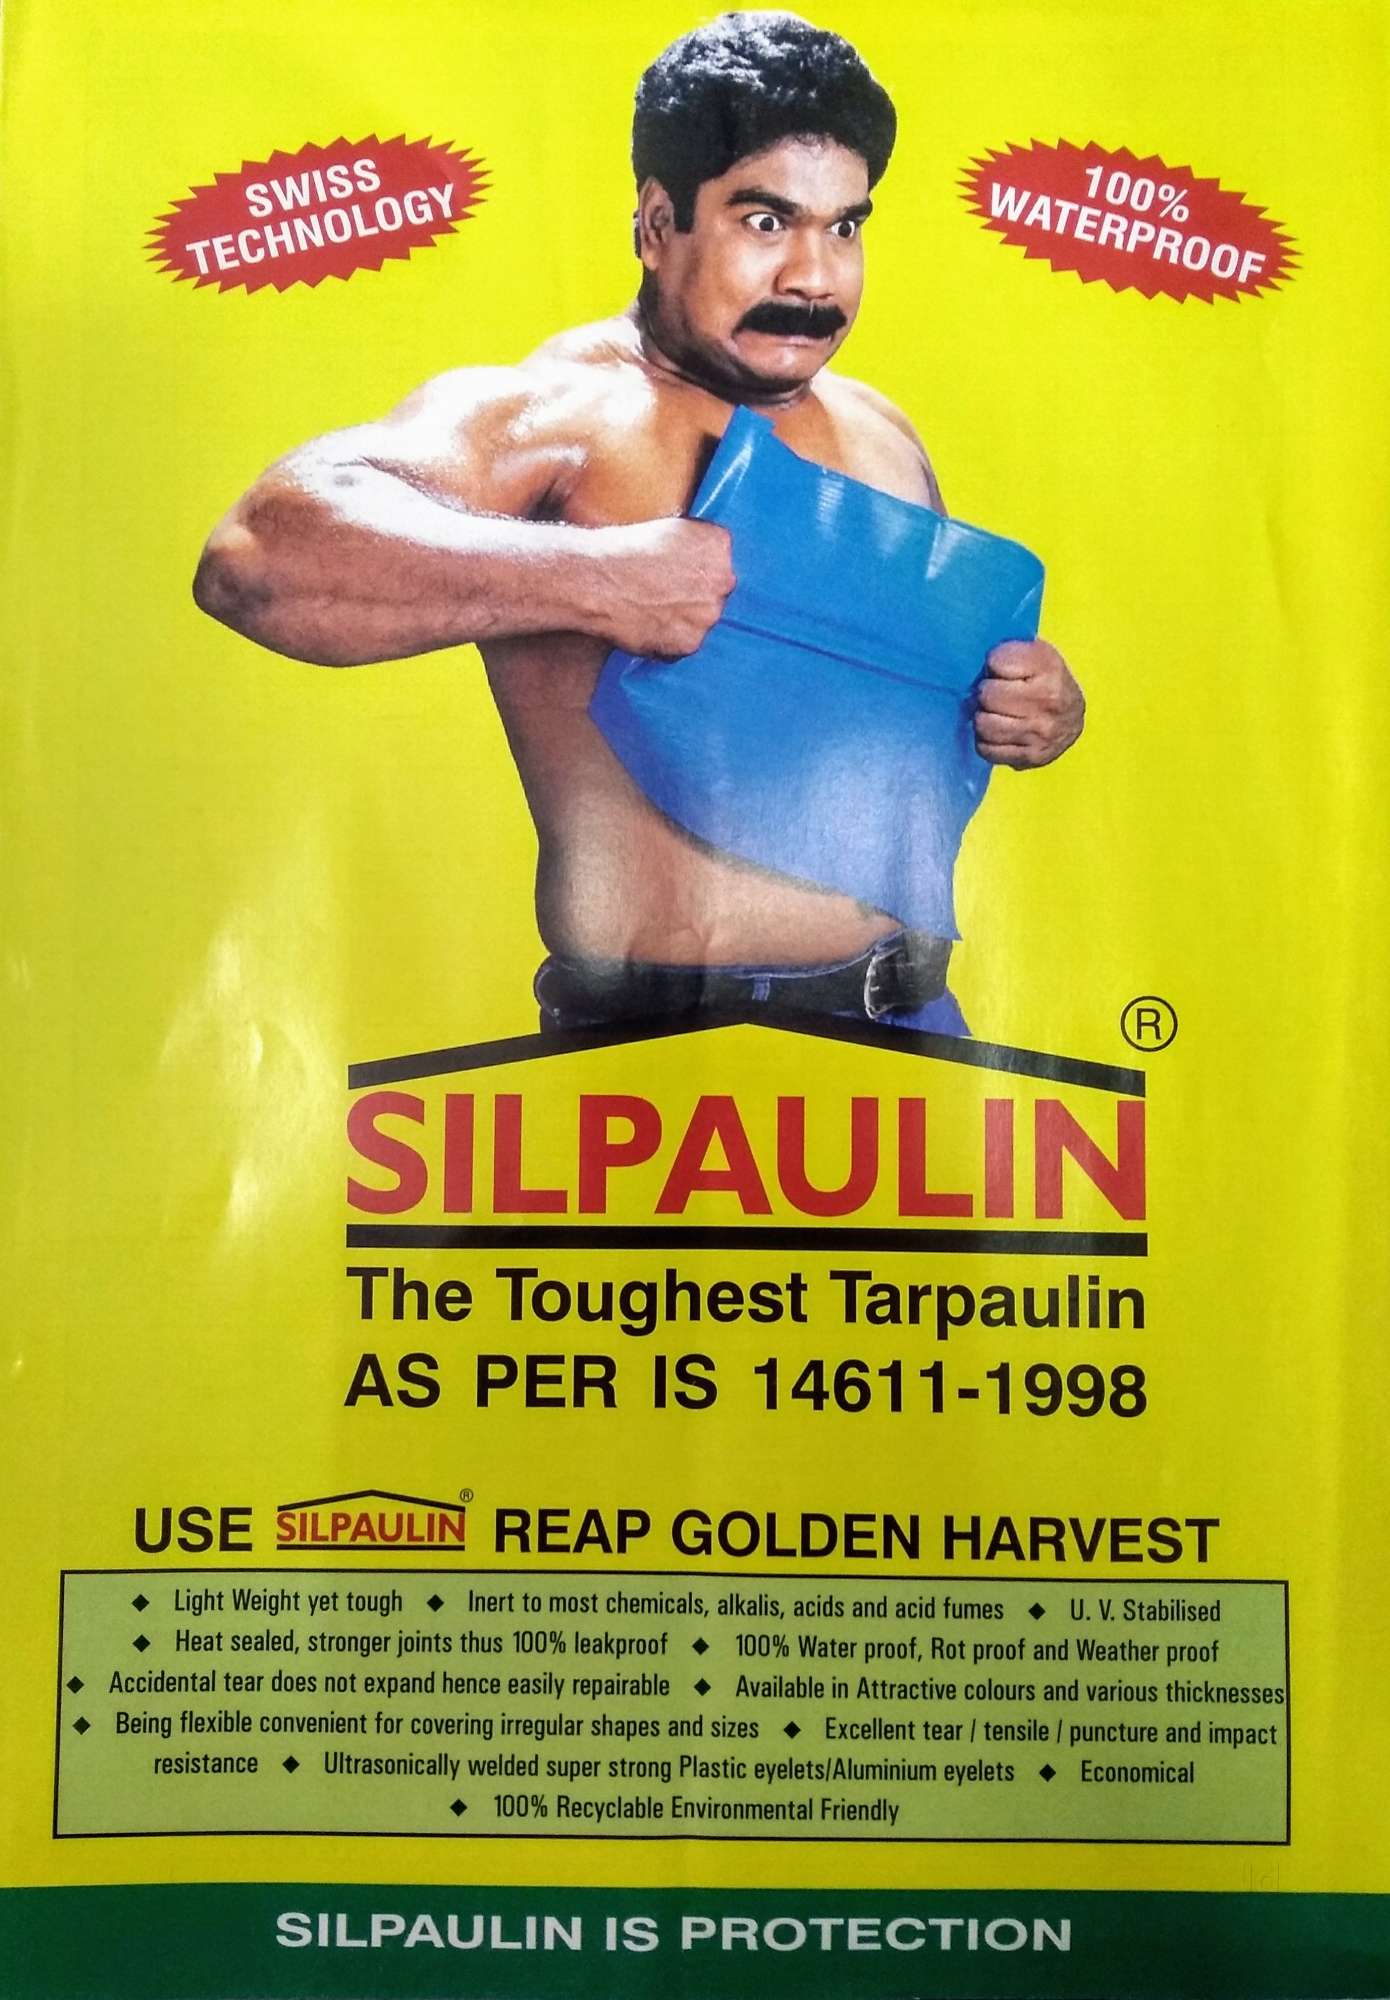 SWISS
TECHNOLOGY
100%
WATERPROOF
®
SILPAULIN
The Toughest Tarpaulin
AS PER IS 14611-1998
USE SILPAULIN® REAP GOLDEN HARVEST
◆ Light Weight yet tough ◆ Inert to most chemicals, alkalis, acids and acid fumes ◆ U. V. Stabilised
◆ Heat sealed, stronger joints thus 100% leakproof ◆ 100% Water proof, Rot proof and Weather proof
◆ Accidental tear does not expand hence easily repairable ◆ Available in Attractive colours and various thicknesses
◆ Being flexible convenient for covering irregular shapes and sizes ◆ Excellent tear / tensile / puncture and impact
resistance ◆ Ultrasonically welded super strong Plastic eyelets/Aluminium eyelets ◆ Economical
◆ 100% Recyclable Environmental Friendly
Jd
SILPAULIN IS PROTECTION